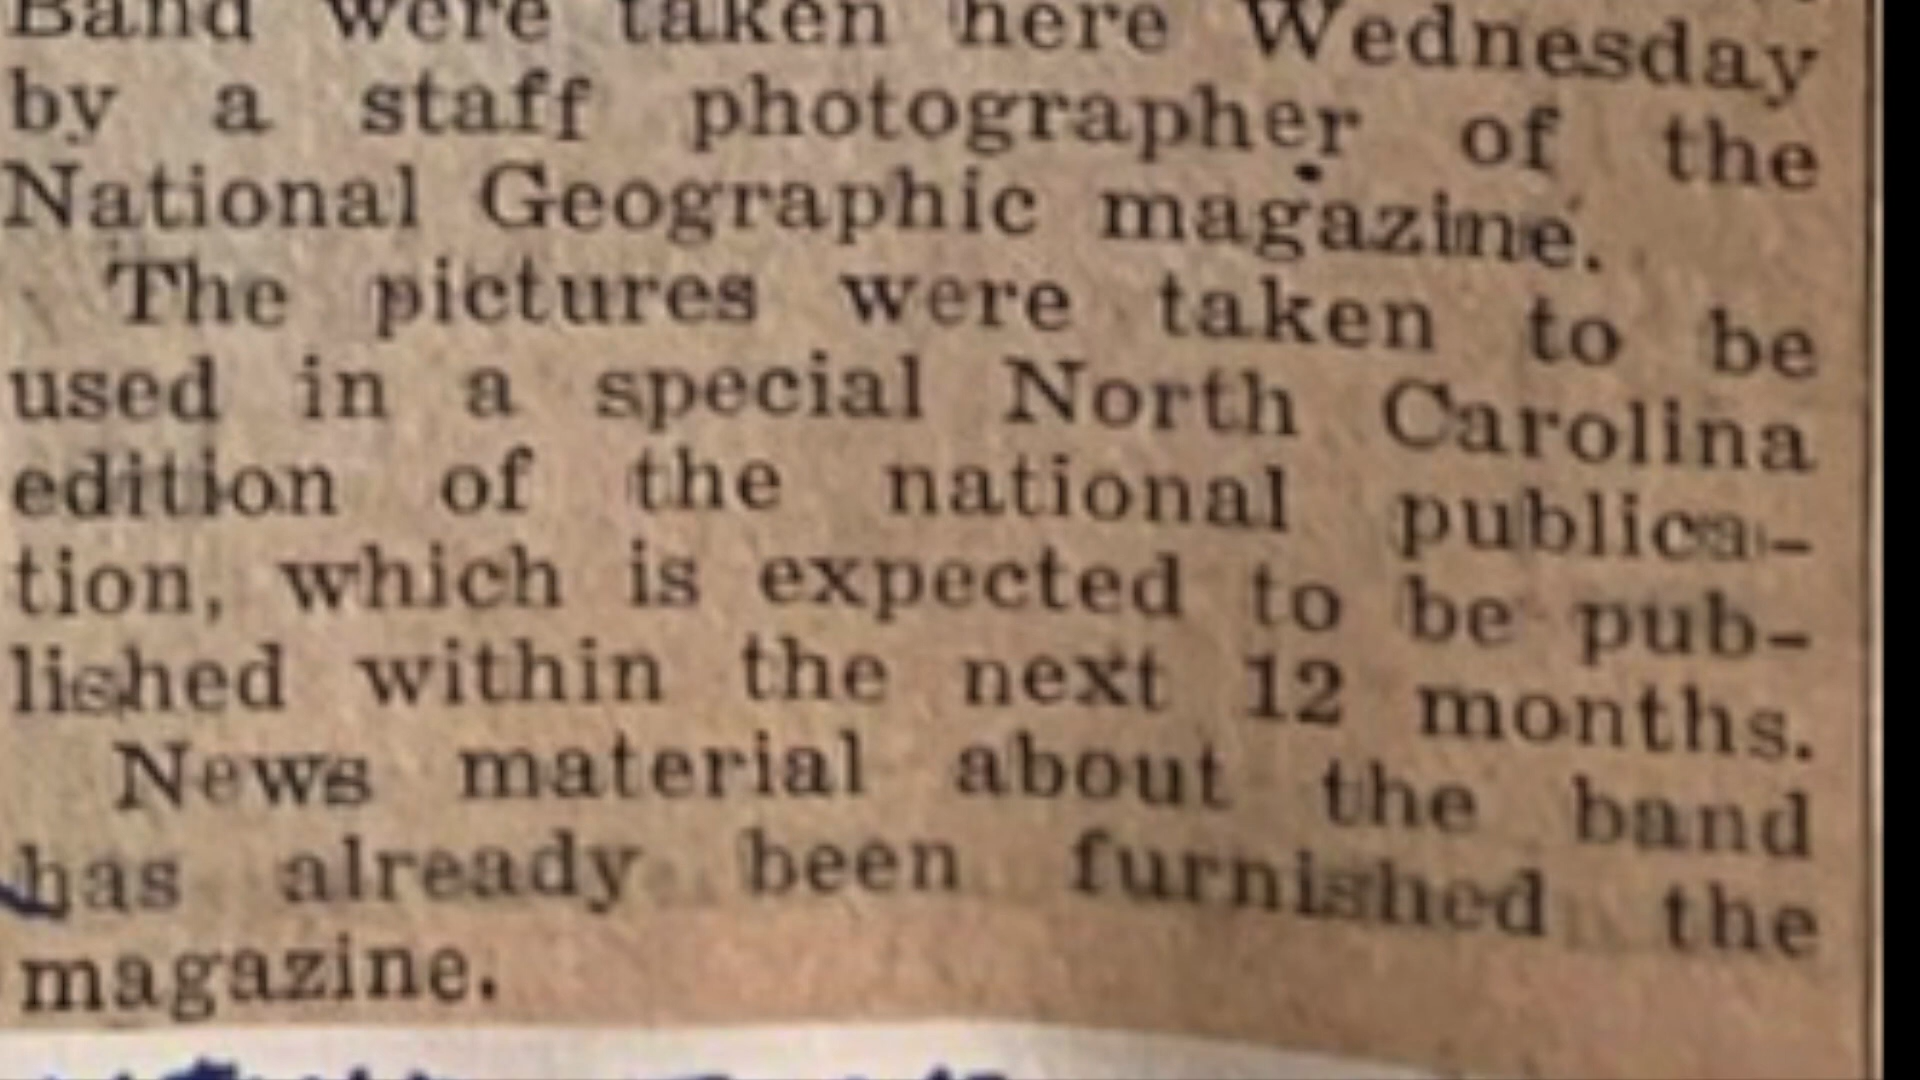 Band were taken here Wednesday
by a staff photographer of the
National Geographic magazine.
The pictures were taken to be
used in a special North Carolina
edition of the national publica-
tion, which is expected to be pub-
lished within the next 12 months.
News material about the band
has already been furnished the
magazine.